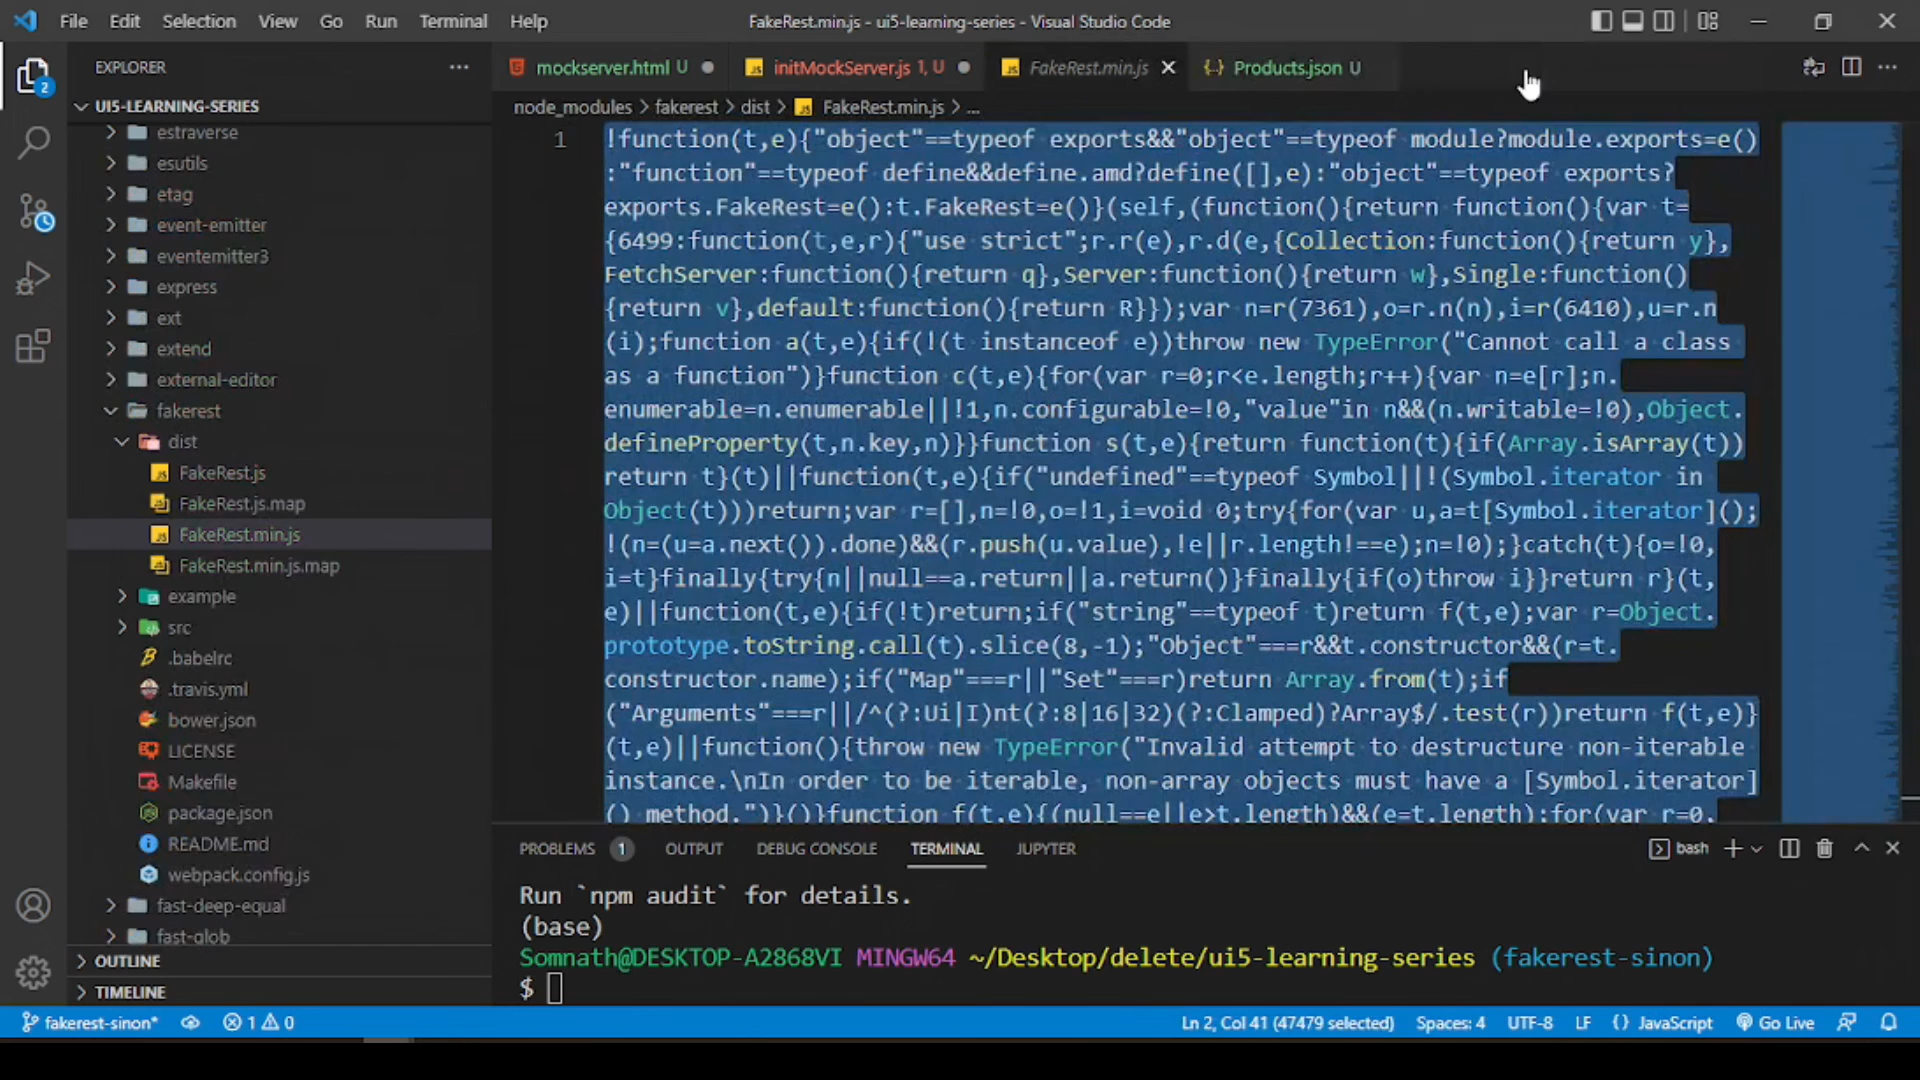 File Edit Selection View Go Run Terminal Help
FakeRest.min.js - ui5-learning-series - Visual Studio Code
EXPLORER
mockserver.html U
initMockServer.js 1, U
FakeRest.min.js
Products.json U
UI5-LEARNING-SERIES
node_modules > fakerest > dist > FakeRest.min.js > ...
2
estraverse
esutils
etag
event-emitter
eventemitter3
express
ext
extend
external-editor
fakerest
dist
FakeRest.js
FakeRest.js.map
FakeRest.min.js
FakeRest.min.js.map
example
src
.babelrc
.travis.yml
bower.json
LICENSE
Makefile
package.json
README.md
webpack.config.js
fast-deep-equal
fast-glob
OUTLINE
TIMELINE
1
!function(t,e){"object"==typeof exports&&"object"==typeof module?module.exports=e()
:"function"==typeof define&&define.amd?define([],e):"object"==typeof exports?
exports.FakeRest=e():t.FakeRest=e()}(self,(function(){return function(){var t=
{6499:function(t,e,r){"use strict";r.r(e),r.d(e,{Collection:function(){return y},
FetchServer:function(){return q},Server:function(){return w},Single:function()
{return v},default:function(){return R}});var n=r(7361),o=r.n(n),i=r(6410),u=r.n
(i);function a(t,e){if(!(t instanceof e))throw new TypeError("Cannot call a class
as a function")}function c(t,e){for(var r=0;r<e.length;r++){var n=e[r];n.
enumerable=n.enumerable||!1,n.configurable=!0,"value"in n&&(n.writable=!0),Object.
defineProperty(t,n.key,n)}}function s(t,e){return function(t){if(Array.isArray(t))
return t}(t)||function(t,e){if("undefined"==typeof Symbol||!(Symbol.iterator in
Object(t)))return;var r=[],n=!0,o=!1,i=void 0;try{for(var u,a=t[Symbol.iterator]();
!(n=(u=a.next()).done)&&(r.push(u.value),!e||r.length!==e);n=!0);}catch(t){o=!0,
i=t}finally{try{n||null==a.return||a.return()}finally{if(o)throw i}}return r}(t,
e)||function(t,e){if(!t)return;if("string"==typeof t)return f(t,e);var r=Object.
prototype.toString.call(t).slice(8,-1);"Object"===r&&t.constructor&&(r=t.
constructor.name);if("Map"===r||"Set"===r)return Array.from(t);if
("Arguments"===r||/^(?:Ui|I)nt(?:8|16|32)(?:Clamped)?Array$/.test(r))return f(t,e)}
(t,e)||function(){throw new TypeError("Invalid attempt to destructure non-iterable
instance.\nIn order to be iterable, non-array objects must have a [Symbol.iterator]
() method.")}()}function f(t,e){(null==e||e>t.length)&&(e=t.length);for(var r=0,
PROBLEMS 1 OUTPUT DEBUG CONSOLE TERMINAL JUPYTER
bash
Run `npm audit` for details.
(base)
Somnath@DESKTOP-A2868VI MINGW64 ~/Desktop/delete/ui5-learning-series (fakerest-sinon)
$
fakerest-sinon* 1 0
Ln 2, Col 41 (47479 selected) Spaces: 4 UTF-8 LF {} JavaScript Go Live